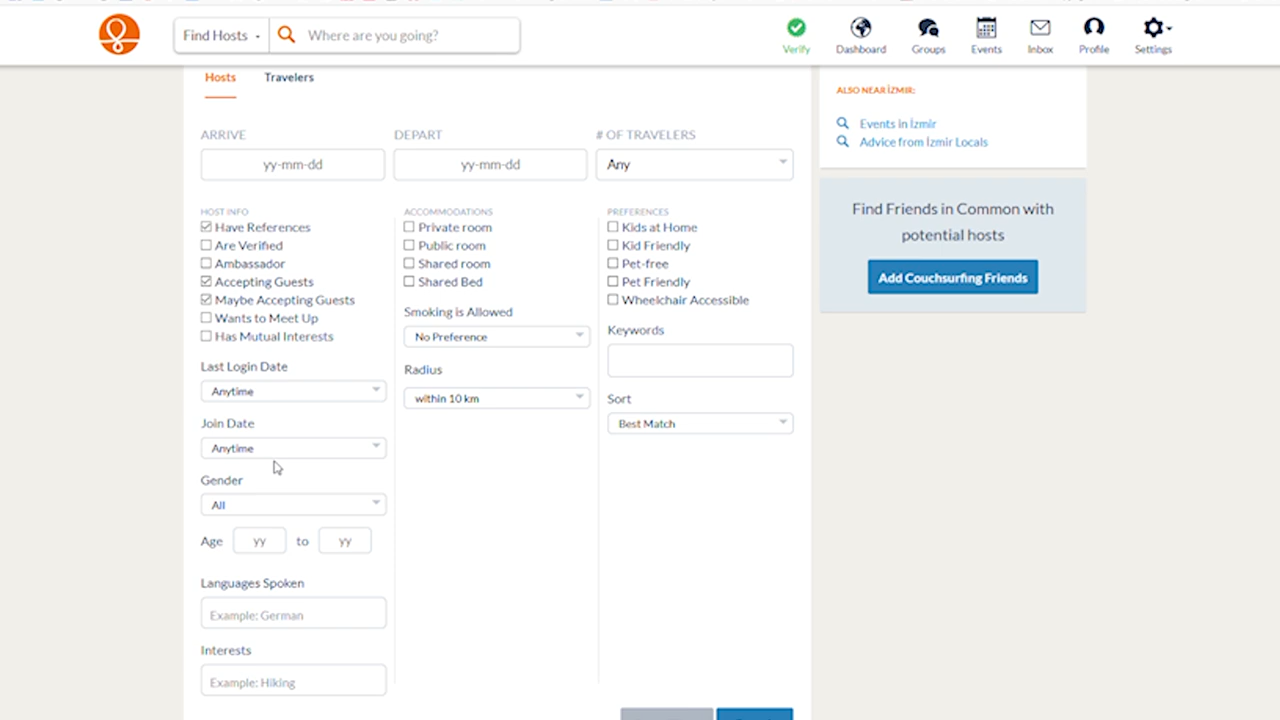 Find Hosts
Where are you going?
Verify
Dashboard
Groups
Events
Inbox
Profile
Settings
Hosts
Travelers
ARRIVE
DEPART
# OF TRAVELERS
yy-mm-dd
yy-mm-dd
Any
HOST INFO
Have References
Are Verified
Ambassador
Accepting Guests
Maybe Accepting Guests
Wants to Meet Up
Has Mutual Interests
Last Login Date
Anytime
Join Date
Anytime
Gender
All
Age yy to yy
Languages Spoken
Example: German
Interests
Example: Hiking
ACCOMMODATIONS
Private room
Public room
Shared room
Shared Bed
Smoking is Allowed
No Preference
Radius
within 10 km
PREFERENCES
Kids at Home
Kid Friendly
Pet-free
Pet Friendly
Wheelchair Accessible
Keywords
Sort
Best Match
ALSO NEAR İZMIR:
Events in İzmir
Advice from İzmir Locals
Find Friends in Common with
potential hosts
Add Couchsurfing Friends